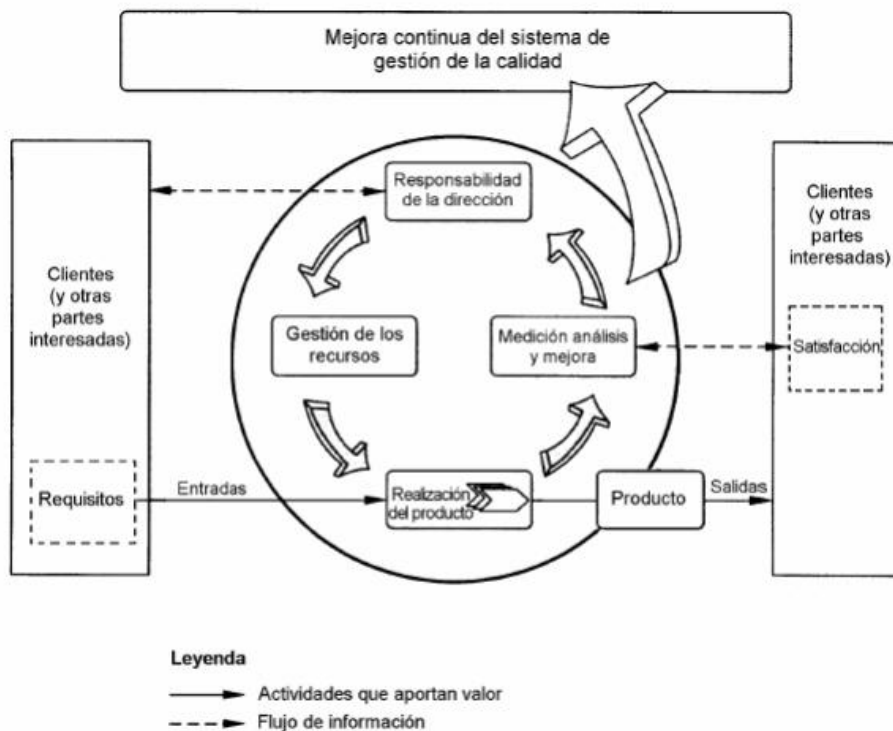 Mejora continua del sistema de
gestión de la calidad
Responsabilidad
de la dirección
Clientes
(y otras
partes
interesadas)
Clientes
(y otras
partes
interesadas)
Gestión de los
recursos
Medición análisis
y mejora
Satisfacción
Requisitos
Entradas
Realización
del producto
Producto
Salidas
Leyenda
Actividades que aportan valor
Flujo de información